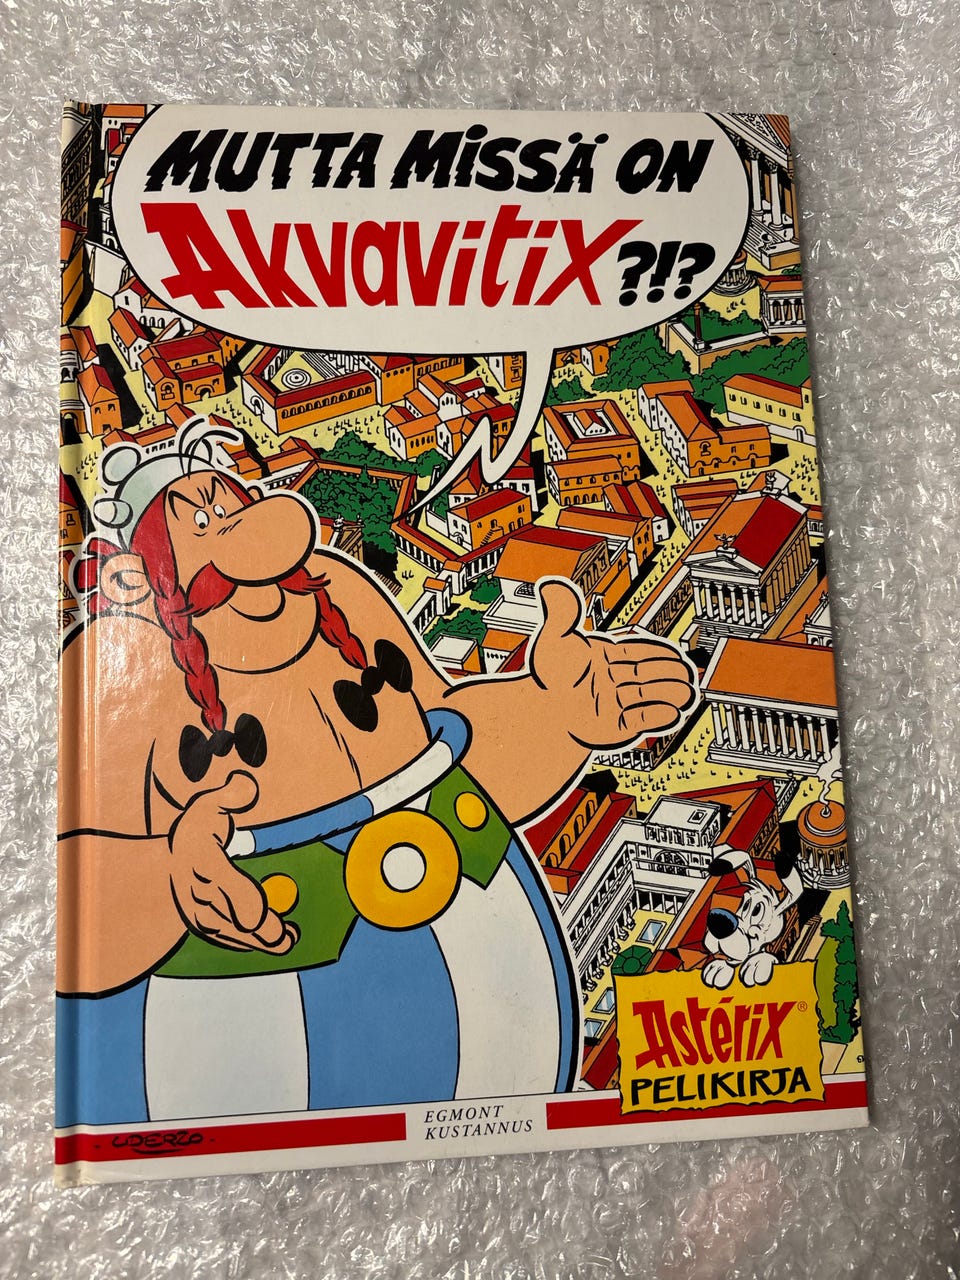 MUTTA MiSSÄ ON
AkvavitiX ?!?
Astérix®
PELIKIRJA
EGMONT
KUSTANNUS
UDERZO